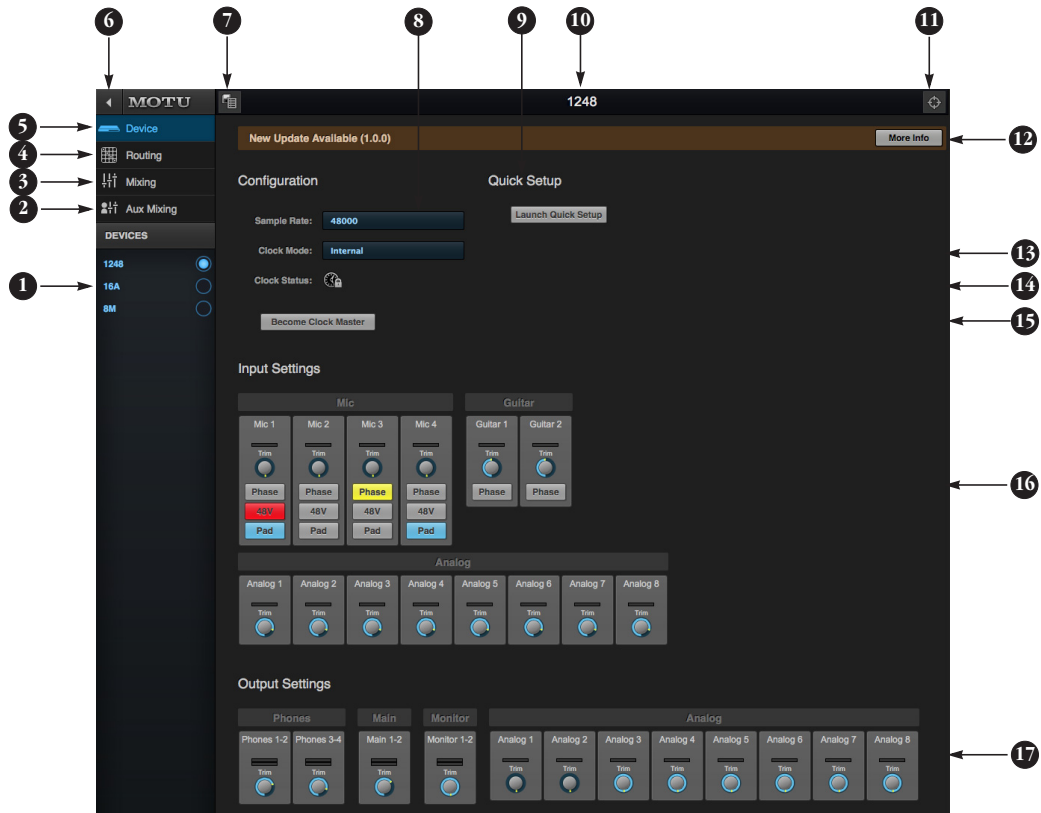 6 7 8 9 10 11
MOTU 1248
5 Device
New Update Available (1.0.0) More Info 12
4 Routing
3 Mixing
Configuration Quick Setup
2 Aux Mixing
Sample Rate: 48000 Launch Quick Setup
DEVICES
Clock Mode: Internal 13
1248
Clock Status: 14
1 16A
8M
Become Clock Master 15
Input Settings
Mic Guitar
Mic 1 Mic 2 Mic 3 Mic 4 Guitar 1 Guitar 2
Trim Trim Trim Trim Trim Trim
Phase Phase Phase Phase Phase Phase 16
48V 48V 48V 48V
Pad Pad Pad Pad
Analog
Analog 1 Analog 2 Analog 3 Analog 4 Analog 5 Analog 6 Analog 7 Analog 8
Trim Trim Trim Trim Trim Trim Trim Trim
Output Settings
Phones Main Monitor Analog
Phones 1-2 Phones 3-4 Main 1-2 Monitor 1-2 Analog 1 Analog 2 Analog 3 Analog 4 Analog 5 Analog 6 Analog 7 Analog 8 17
Trim Trim Trim Trim Trim Trim Trim Trim Trim Trim Trim Trim